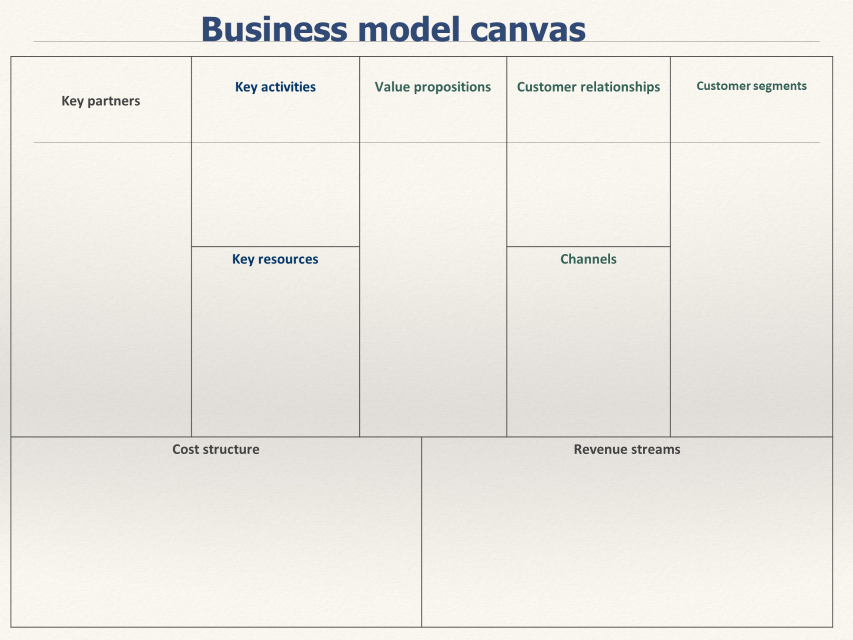 Business model canvas
Key partners
Key activities
Value propositions
Customer relationships
Customer segments
Key resources
Channels
Cost structure
Revenue streams